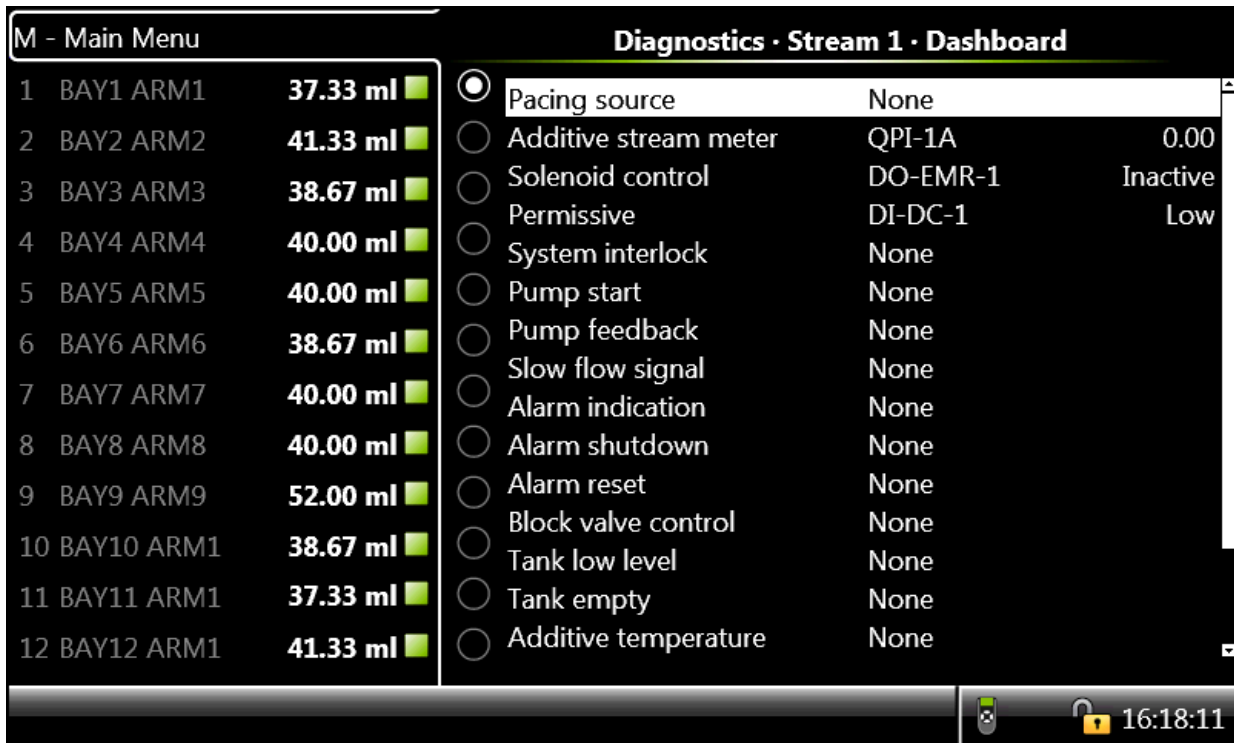 M - Main Menu
1 BAY1 ARM1 37.33 ml
2 BAY2 ARM2 41.33 ml
3 BAY3 ARM3 38.67 ml
4 BAY4 ARM4 40.00 ml
5 BAY5 ARM5 40.00 ml
6 BAY6 ARM6 38.67 ml
7 BAY7 ARM7 40.00 ml
8 BAY8 ARM8 40.00 ml
9 BAY9 ARM9 52.00 ml
10 BAY10 ARM1 38.67 ml
11 BAY11 ARM1 37.33 ml
12 BAY12 ARM1 41.33 ml
Diagnostics · Stream 1 · Dashboard
Pacing source None
Additive stream meter QPI-1A 0.00
Solenoid control DO-EMR-1 Inactive
Permissive DI-DC-1 Low
System interlock None
Pump start None
Pump feedback None
Slow flow signal None
Alarm indication None
Alarm shutdown None
Alarm reset None
Block valve control None
Tank low level None
Tank empty None
Additive temperature None
16:18:11